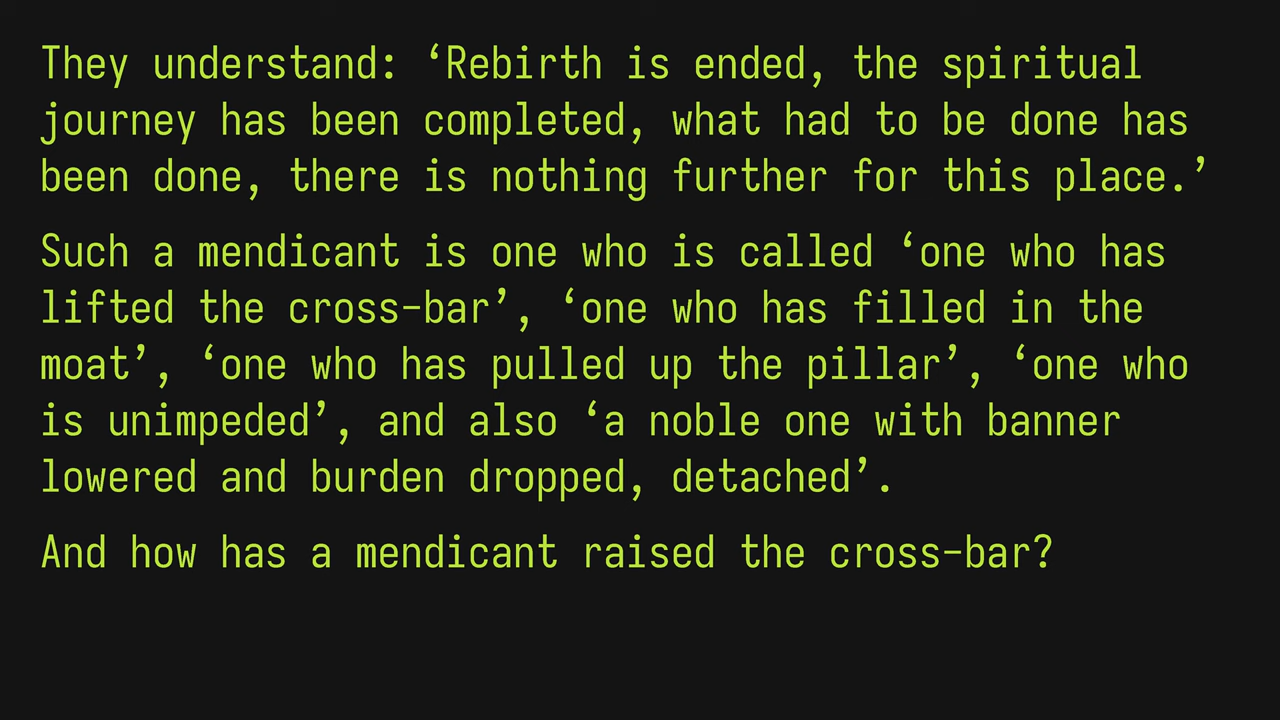 They understand: ‘Rebirth is ended, the spiritual
journey has been completed, what had to be done has
been done, there is nothing further for this place.’
Such a mendicant is one who is called ‘one who has
lifted the cross-bar’, ‘one who has filled in the
moat’, ‘one who has pulled up the pillar’, ‘one who
is unimpeded’, and also ‘a noble one with banner
lowered and burden dropped, detached’.
And how has a mendicant raised the cross-bar?